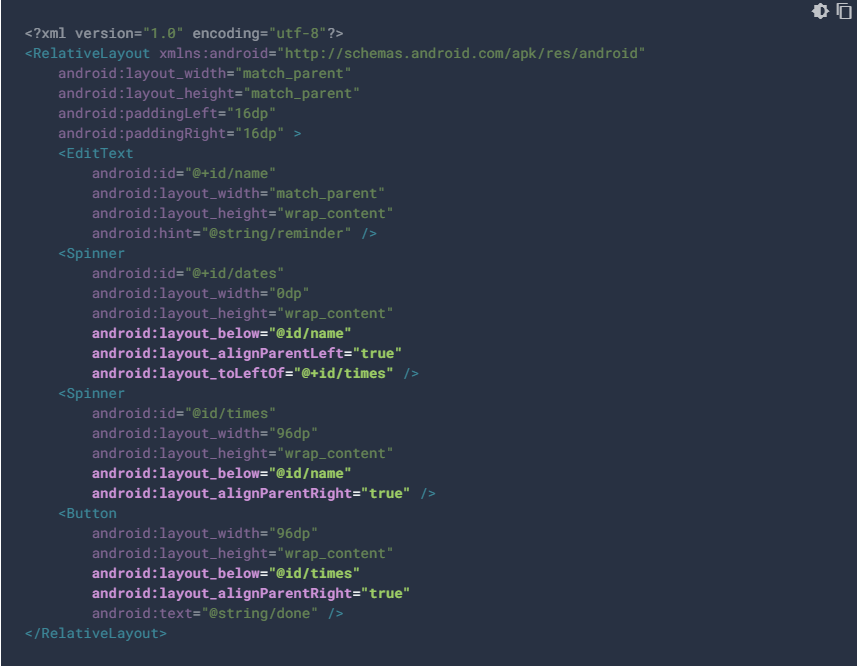 <?xml version="1.0" encoding="utf-8"?>
<RelativeLayout xmlns:android="http://schemas.android.com/apk/res/android"
    android:layout_width="match_parent"
    android:layout_height="match_parent"
    android:paddingLeft="16dp"
    android:paddingRight="16dp" >
    <EditText
        android:id="@+id/name"
        android:layout_width="match_parent"
        android:layout_height="wrap_content"
        android:hint="@string/reminder" />
    <Spinner
        android:id="@+id/dates"
        android:layout_width="0dp"
        android:layout_height="wrap_content"
        android:layout_below="@id/name"
        android:layout_alignParentLeft="true"
        android:layout_toLeftOf="@+id/times" />
    <Spinner
        android:id="@id/times"
        android:layout_width="96dp"
        android:layout_height="wrap_content"
        android:layout_below="@id/name"
        android:layout_alignParentRight="true" />
    <Button
        android:layout_width="96dp"
        android:layout_height="wrap_content"
        android:layout_below="@id/times"
        android:layout_alignParentRight="true"
        android:text="@string/done" />
</RelativeLayout>